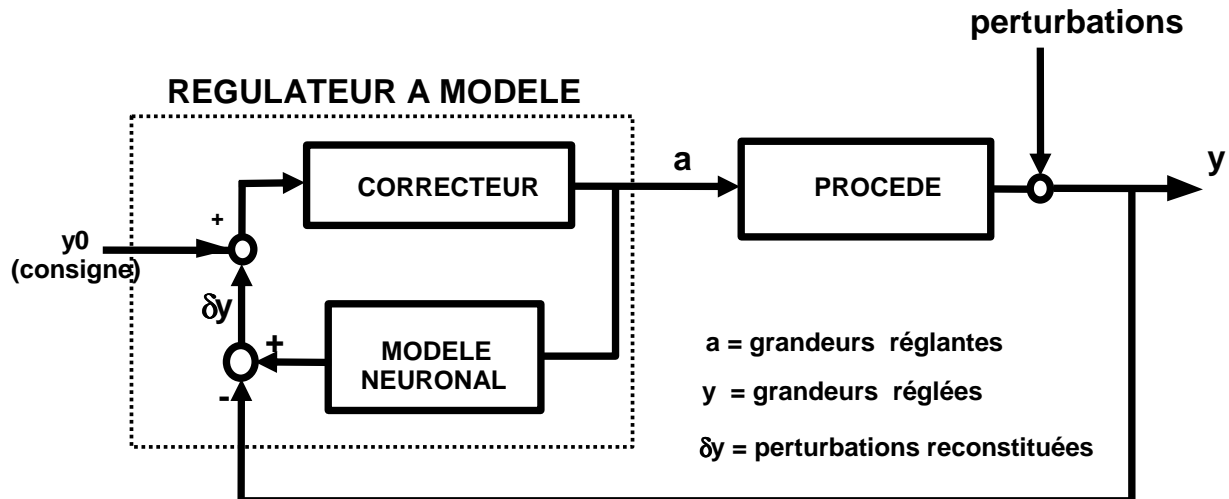 perturbations
REGULATEUR A MODELE
CORRECTEUR
a
PROCEDE
y
+
y0
(consigne)
δy
+
MODELE
NEURONAL
-
a = grandeurs réglantes
y = grandeurs réglées
δy = perturbations reconstituées